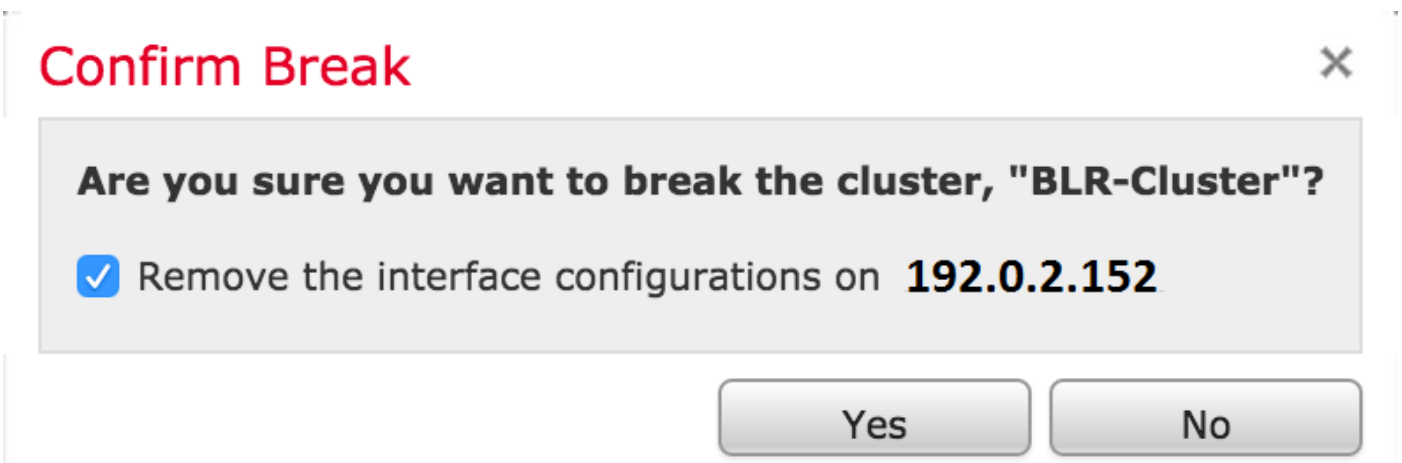 Confirm Break
Are you sure you want to break the cluster, "BLR-Cluster"?
Remove the interface configurations on 192.0.2.152
Yes No